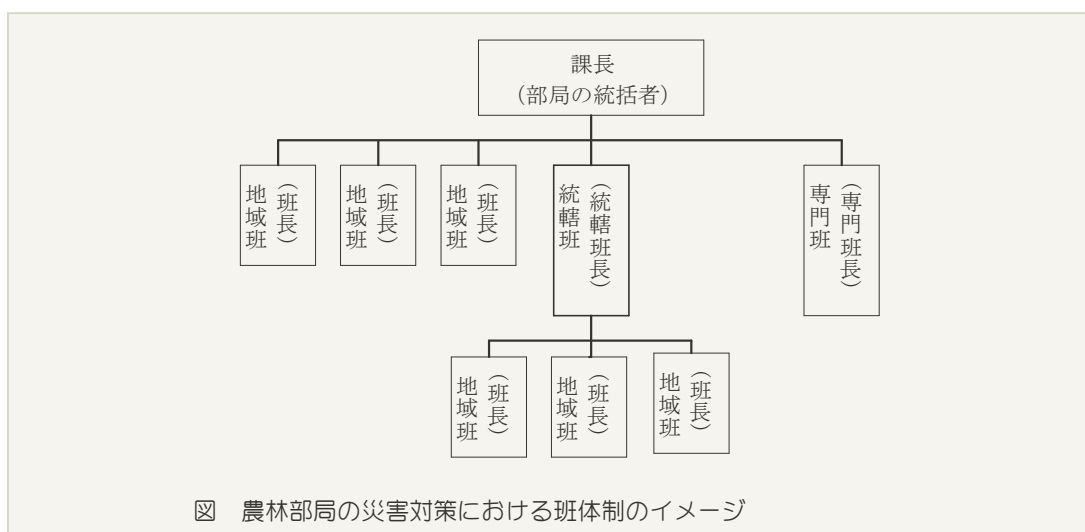 課長
（部局の統括者）
（班長）
地域班
（班長）
地域班
（班長）
地域班
（統轄班長）
統轄班
（専門班長）
専門班
（班長）
地域班
（班長）
地域班
（班長）
地域班
図　農林部局の災害対策における班体制のイメージ